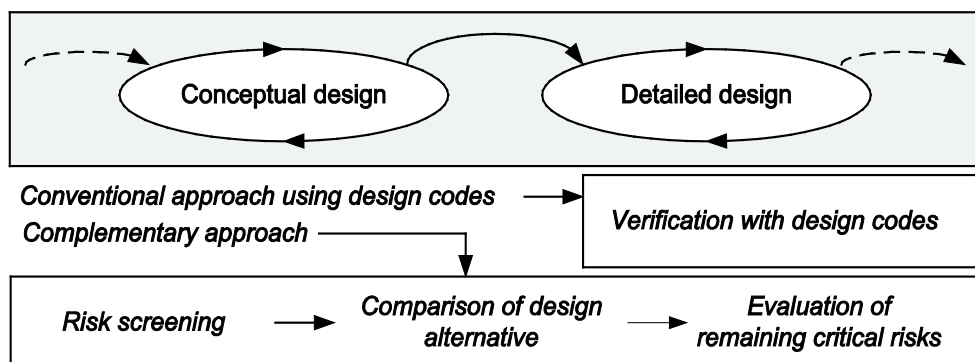 Conceptual design
Detailed design
Conventional approach using design codes
Verification with design codes
Complementary approach
Risk screening
Comparison of design
alternative
Evaluation of
remaining critical risks